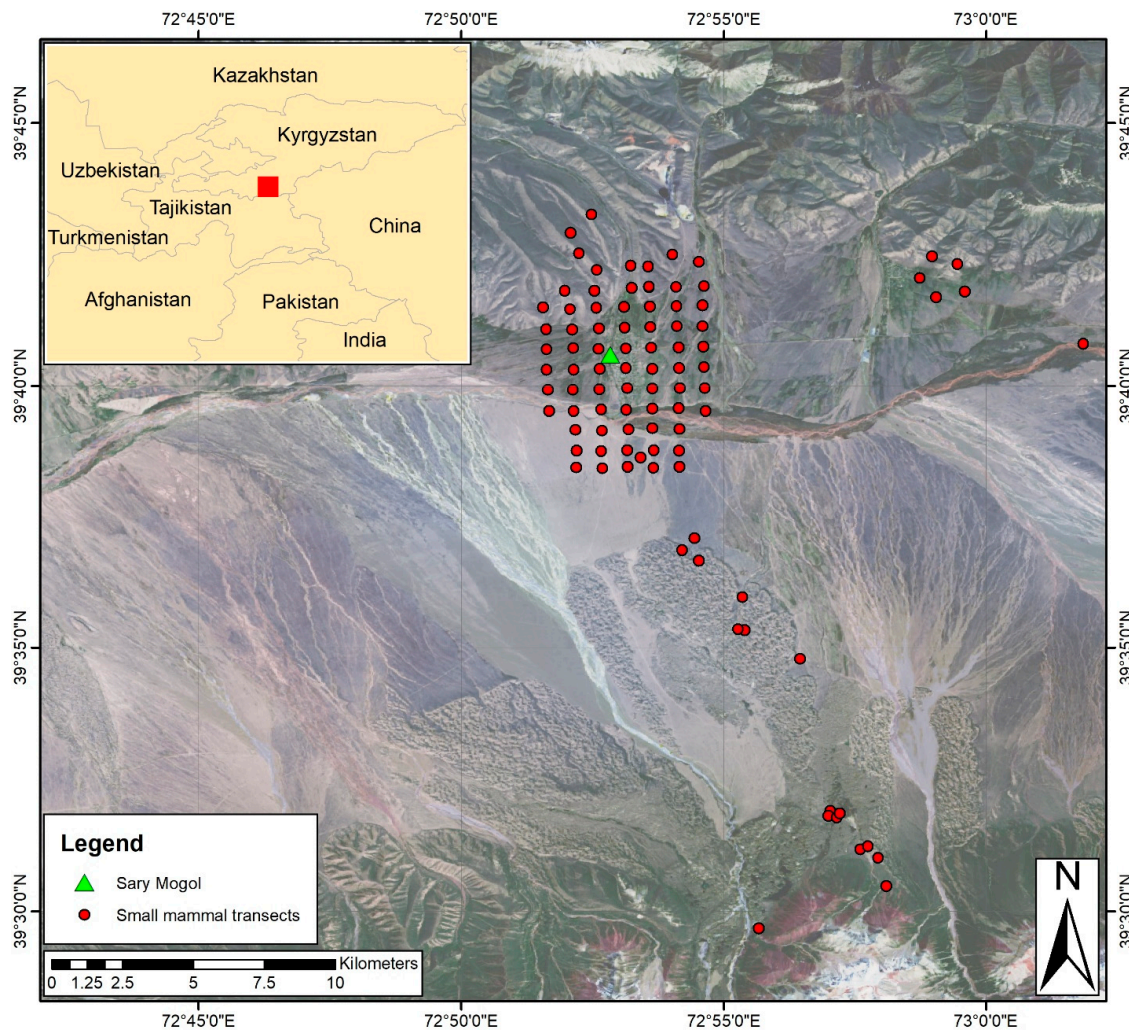 72°45'0"E 72°50'0"E 72°55'0"E 73°0'0"E
39°45'0"N 39°45'0"N
Kazakhstan
Kyrgyzstan
Uzbekistan
Tajikistan
China
Turkmenistan
Afghanistan
Pakistan
India
39°40'0"N 39°40'0"N
39°35'0"N 39°35'0"N
Legend
Sary Mogol
Small mammal transects
N
39°30'0"N 39°30'0"N
Kilometers
0 1.25 2.5 5 7.5 10
72°45'0"E 72°50'0"E 72°55'0"E 73°0'0"E